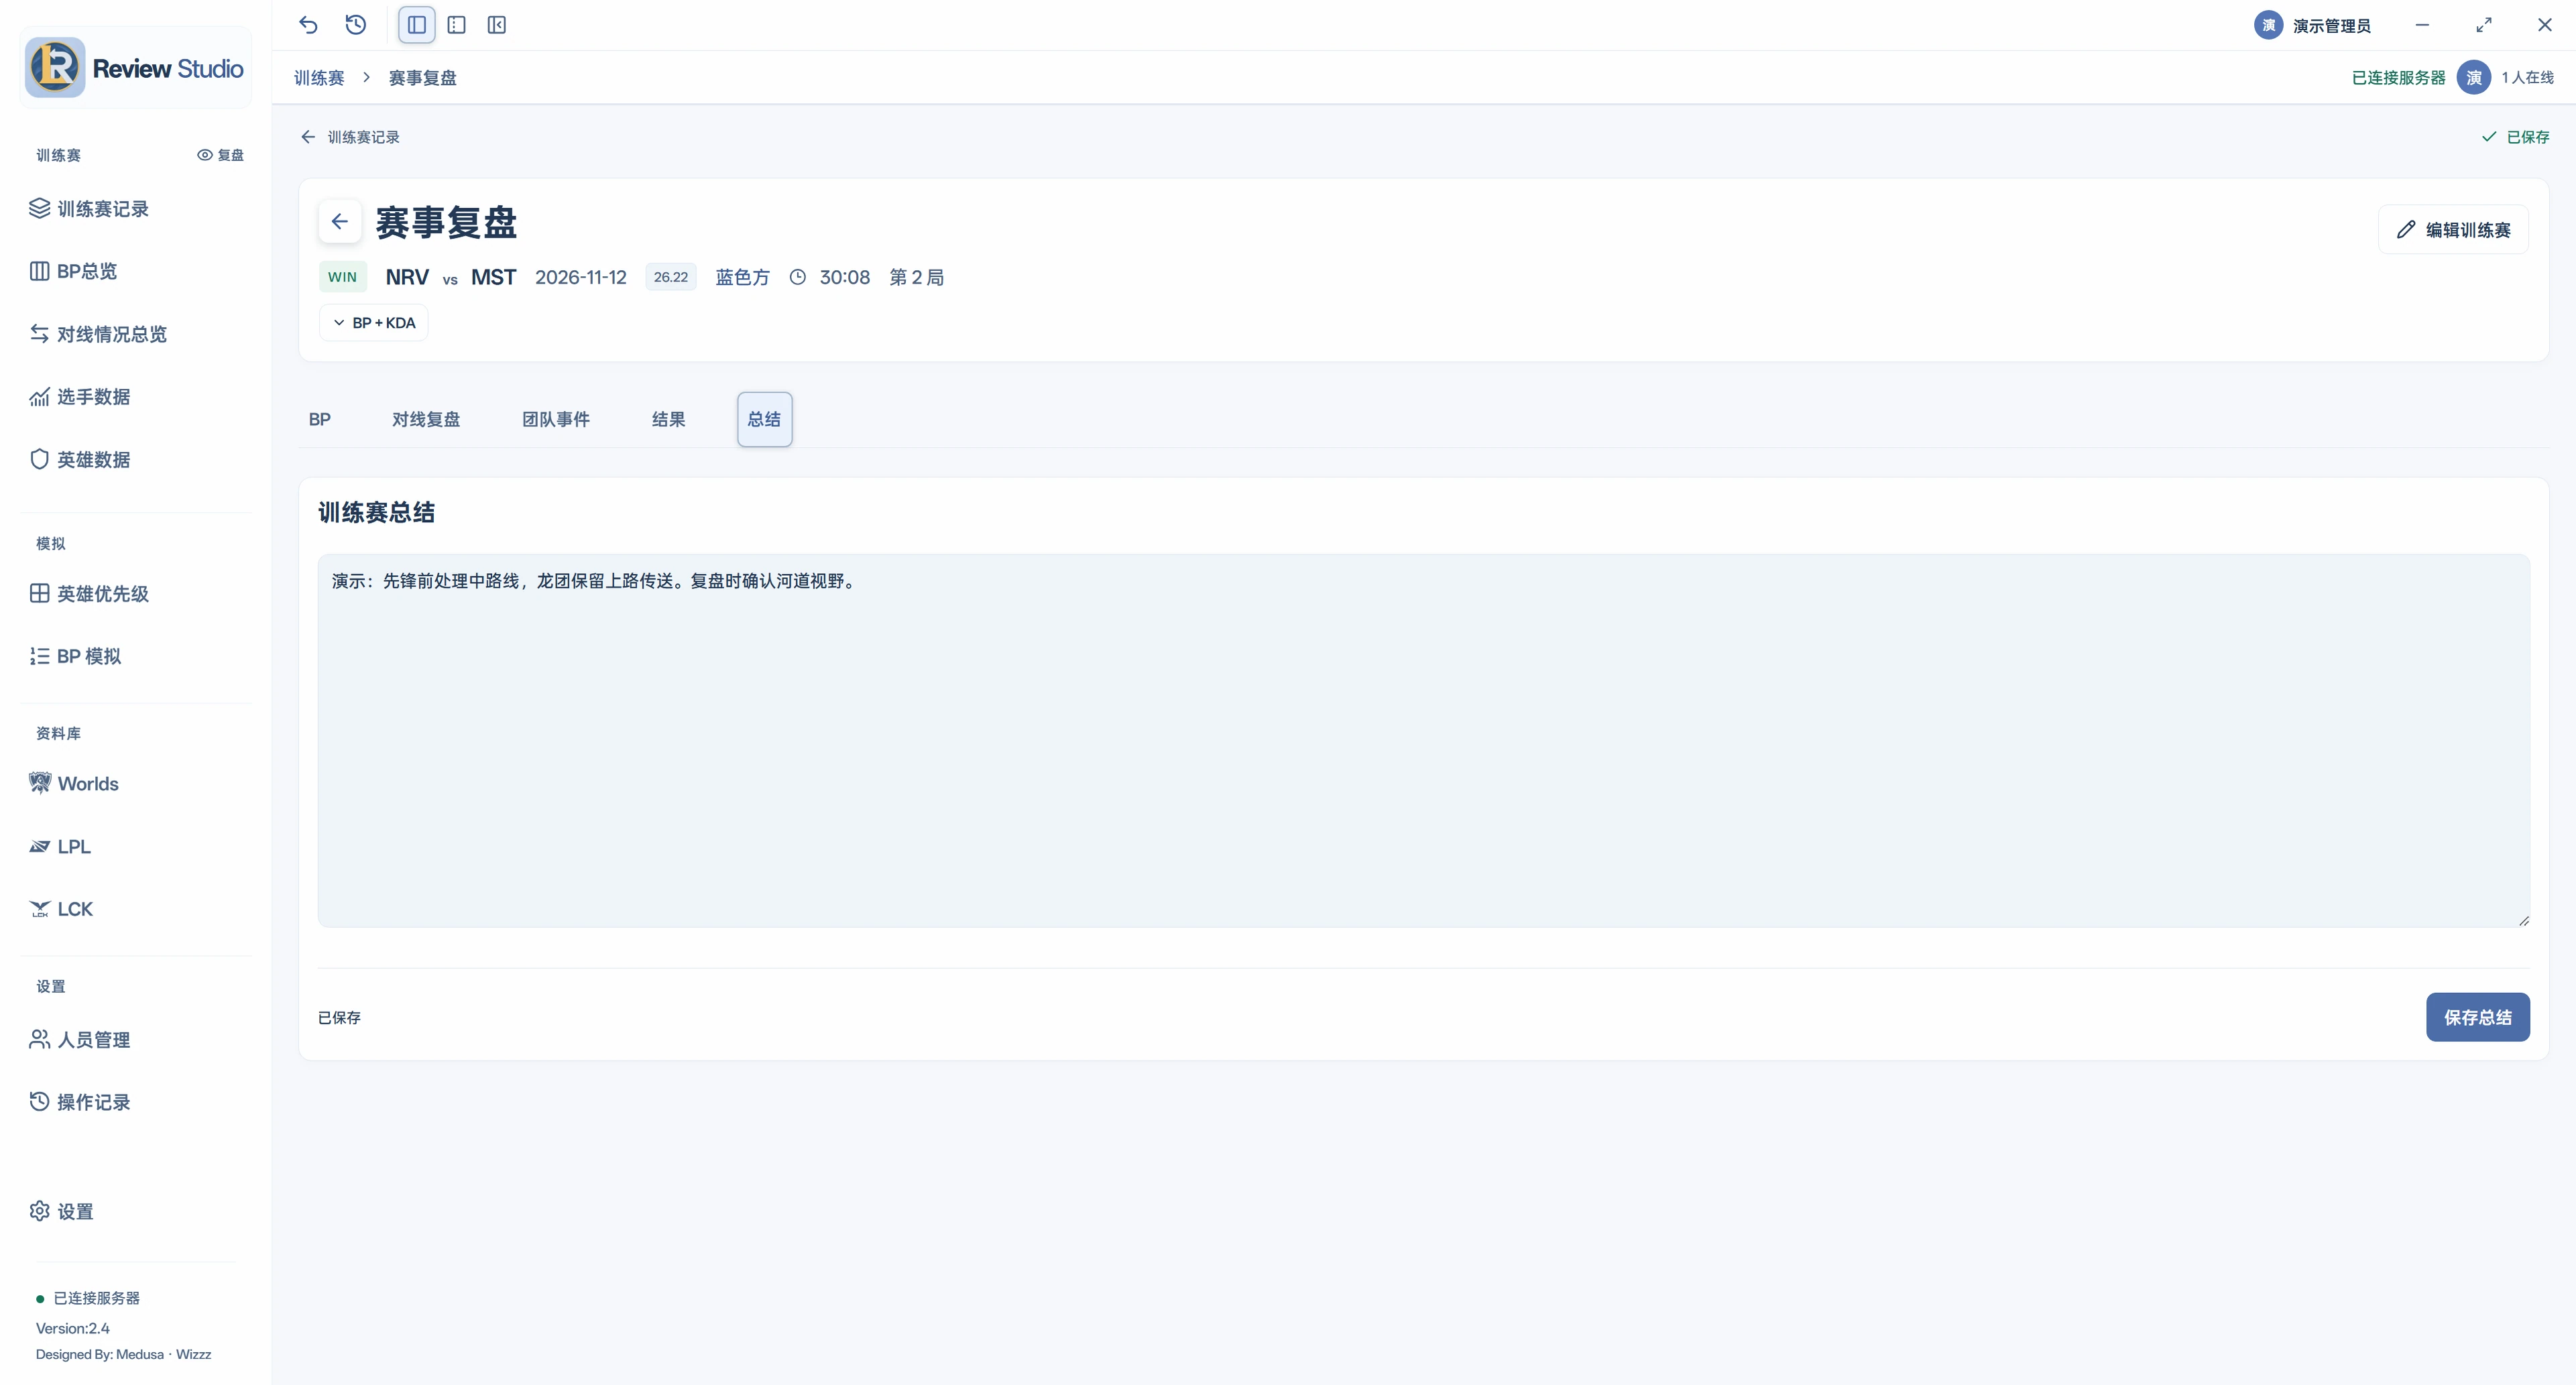 演 演示管理员
Review Studio
训练赛 > 赛事复盘
已连接服务器 演 1人在线
训练赛 复盘
训练赛记录
BP总览
对线情况总览
选手数据
英雄数据
模拟
英雄优先级
BP 模拟
资料库
Worlds
LPL
LCK
设置
人员管理
操作记录
设置
已连接服务器
Version:2.4
Designed By: Medusa · Wizzz
训练赛记录
已保存
赛事复盘
编辑训练赛
WIN NRV vs MST 2026-11-12 26.22 蓝色方 30:08 第 2 局
BP + KDA
BP 对线复盘 团队事件 结果 总结
训练赛总结
演示：先锋前处理中路线，龙团保留上路传送。复盘时确认河道视野。
已保存
保存总结